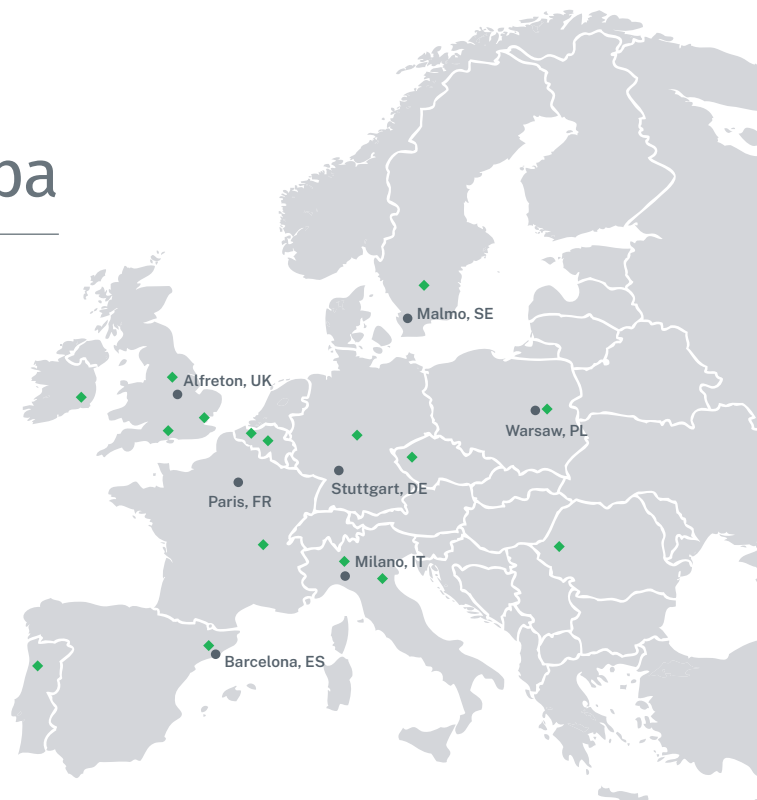 pa
Malmo, SE
Alfreton, UK
Warsaw, PL
Stuttgart, DE
Paris, FR
Milano, IT
Barcelona, ES